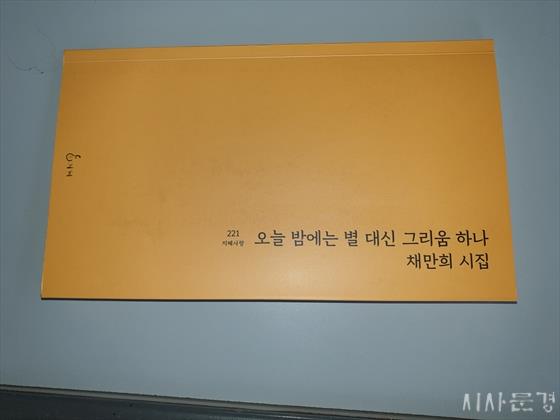 221
지혜사랑
오늘 밤에는 별 대신 그리움 하나
채만희 시집
시사문경